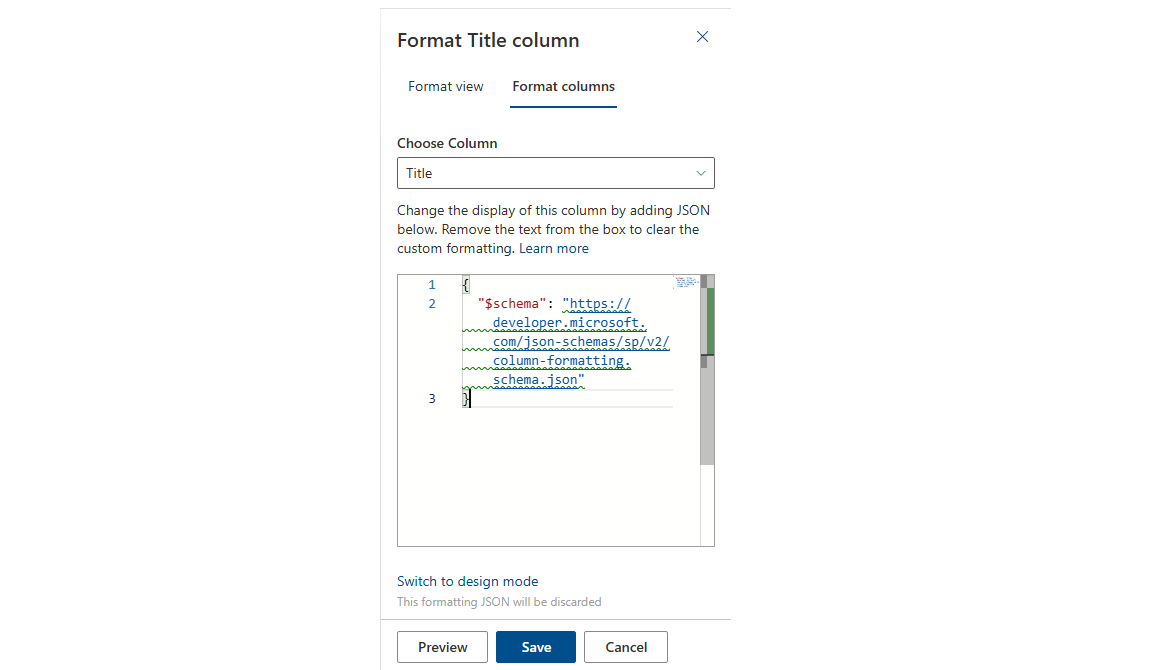 Format Title column
Format view Format columns
Choose Column
Title
Change the display of this column by adding JSON
below. Remove the text from the box to clear the
custom formatting. Learn more
1 {
2 "$schema": "https://
developer.microsoft.
com/json-schemas/sp/v2/
column-formatting.
schema.json"
3 }
Switch to design mode
This formatting JSON will be discarded
Preview Save Cancel